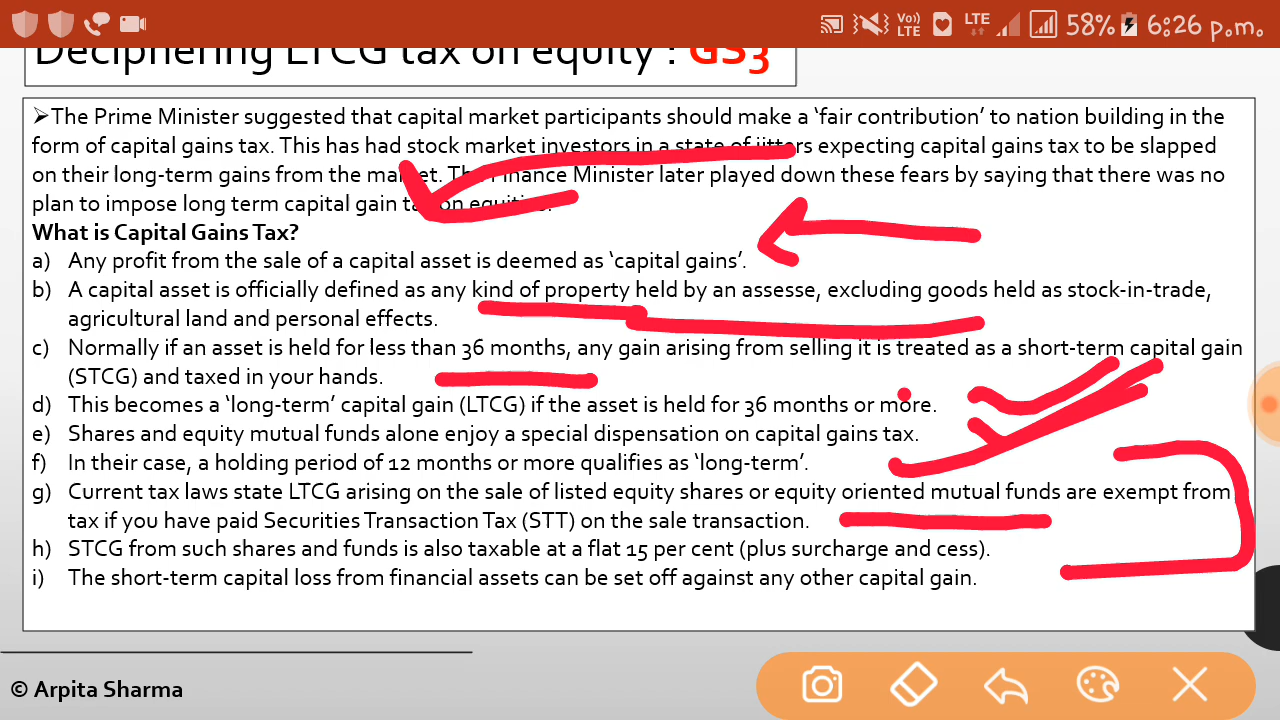 Vo)) LTE LTE 58% 6:26 p.m.
Deciphering LTCG tax on equity : GS3
➢The Prime Minister suggested that capital market participants should make a ‘fair contribution’ to nation building in the
form of capital gains tax. This has had stock market investors in a state of jitters expecting capital gains tax to be slapped
on their long-term gains from the market. The Finance Minister later played down these fears by saying that there was no
plan to impose long term capital gain tax on equities.
What is Capital Gains Tax?
a) Any profit from the sale of a capital asset is deemed as ‘capital gains’.
b) A capital asset is officially defined as any kind of property held by an assesse, excluding goods held as stock-in-trade,
agricultural land and personal effects.
c) Normally if an asset is held for less than 36 months, any gain arising from selling it is treated as a short-term capital gain
(STCG) and taxed in your hands.
d) This becomes a ‘long-term’ capital gain (LTCG) if the asset is held for 36 months or more.
e) Shares and equity mutual funds alone enjoy a special dispensation on capital gains tax.
f) In their case, a holding period of 12 months or more qualifies as ‘long-term’.
g) Current tax laws state LTCG arising on the sale of listed equity shares or equity oriented mutual funds are exempt from
tax if you have paid Securities Transaction Tax (STT) on the sale transaction.
h) STCG from such shares and funds is also taxable at a flat 15 per cent (plus surcharge and cess).
i) The short-term capital loss from financial assets can be set off against any other capital gain.
© Arpita Sharma